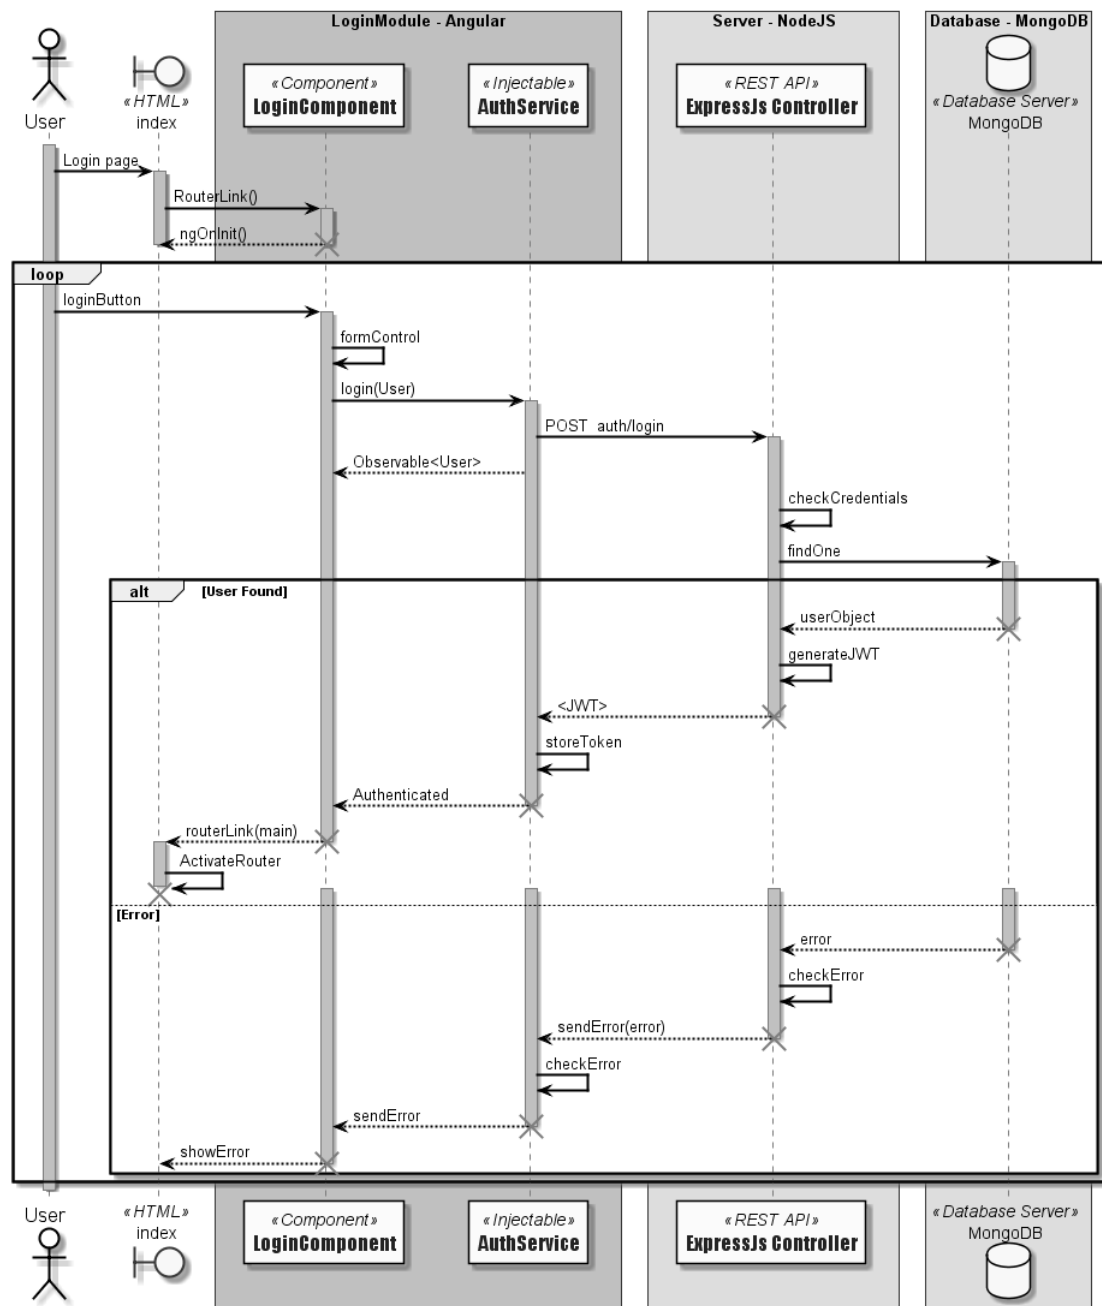 LoginModule - Angular
Server - NodeJS
Database - MongoDB
«Component»
LoginComponent
«Injectable»
AuthService
«REST API»
ExpressJs Controller
«HTML»
index
«Database Server»
MongoDB
User
Login page
RouterLink()
ngOnInit()
loop
loginButton
formControl
login(User)
POST auth/login
Observable<User>
checkCredentials
findOne
alt
[User Found]
userObject
generateJWT
<JWT>
storeToken
Authenticated
routerLink(main)
ActivateRouter
[Error]
error
checkError
sendError(error)
checkError
sendError
showError
User
«HTML»
index
«Component»
LoginComponent
«Injectable»
AuthService
«REST API»
ExpressJs Controller
«Database Server»
MongoDB